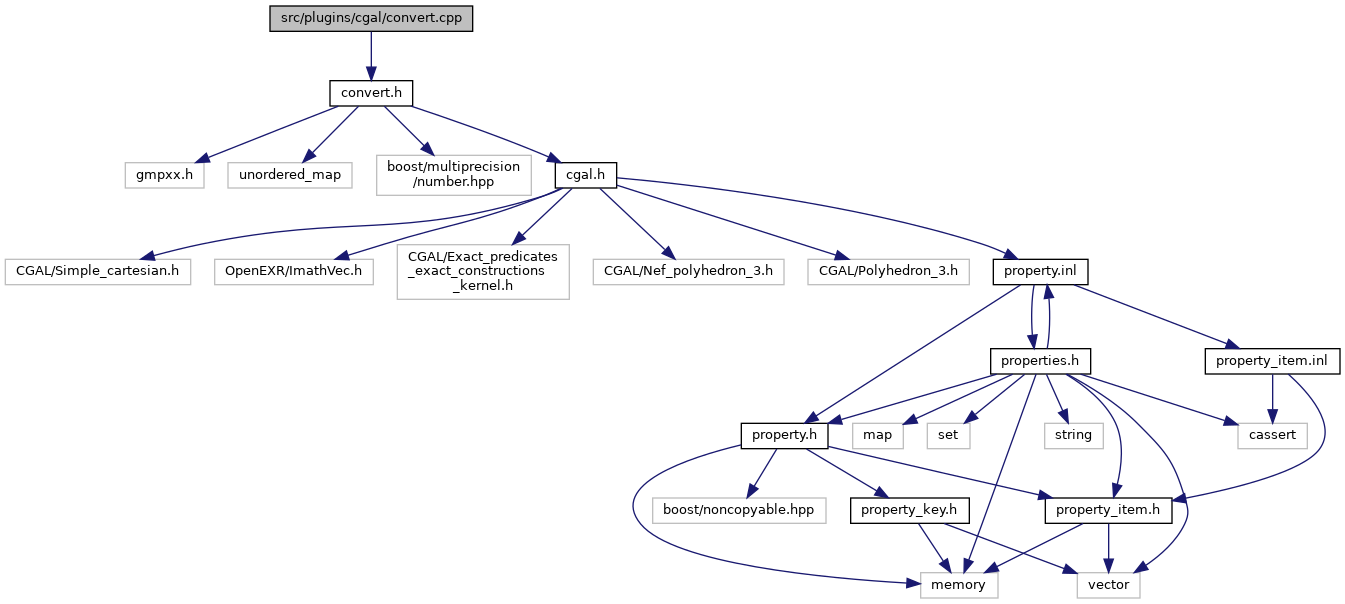 src/plugins/cgal/convert.cpp
convert.h
gmpxx.h
unordered_map
boost/multiprecision
/number.hpp
cgal.h
CGAL/Simple_cartesian.h
OpenEXR/ImathVec.h
CGAL/Exact_predicates
_exact_constructions
_kernel.h
CGAL/Nef_polyhedron_3.h
CGAL/Polyhedron_3.h
property.inl
properties.h
property_item.inl
property.h
map
set
string
cassert
boost/noncopyable.hpp
property_key.h
property_item.h
memory
vector